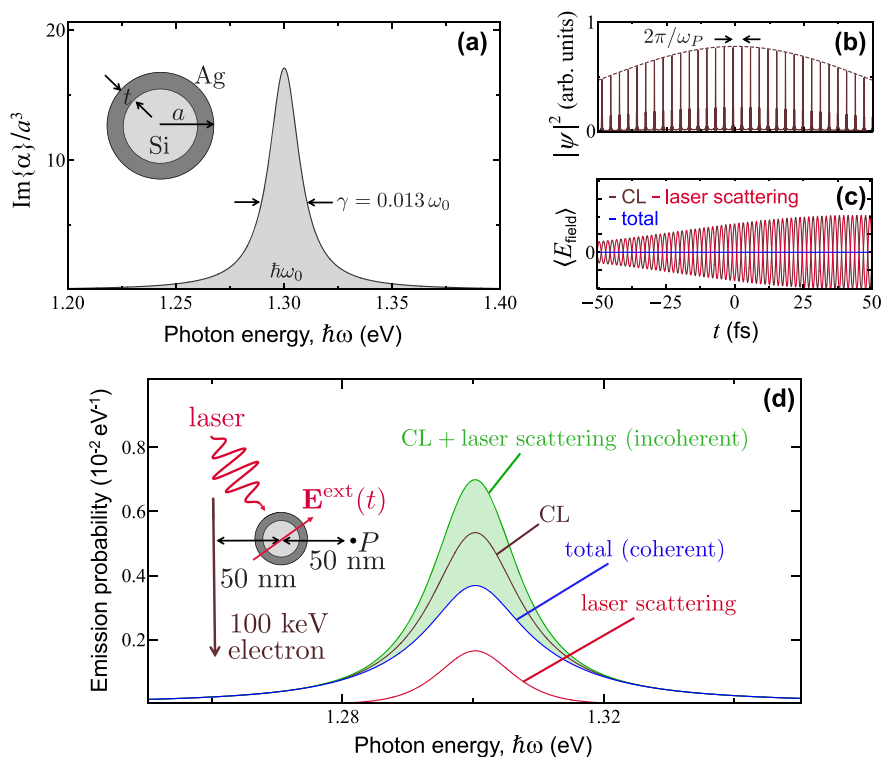 (a)
Im{α}/a³
20
10
0
Ag
t
a
Si
γ = 0.013 ω₀
ħω₀
1.20
1.25
1.30
1.35
1.40
Photon energy, ħω (eV)
(b)
|ψ|² (arb. units)
1
0
2π/ω_P
(c)
⟨E_field⟩
0
CL
laser scattering
total
-50
−25
0
25
50
t (fs)
(d)
Emission probability (10⁻² eV⁻¹)
0.8
0.6
0.4
0.2
laser
E^ext(t)
P
50 nm
50 nm
100 keV
electron
CL + laser scattering (incoherent)
CL
total (coherent)
laser scattering
1.28
1.32
Photon energy, ħω (eV)